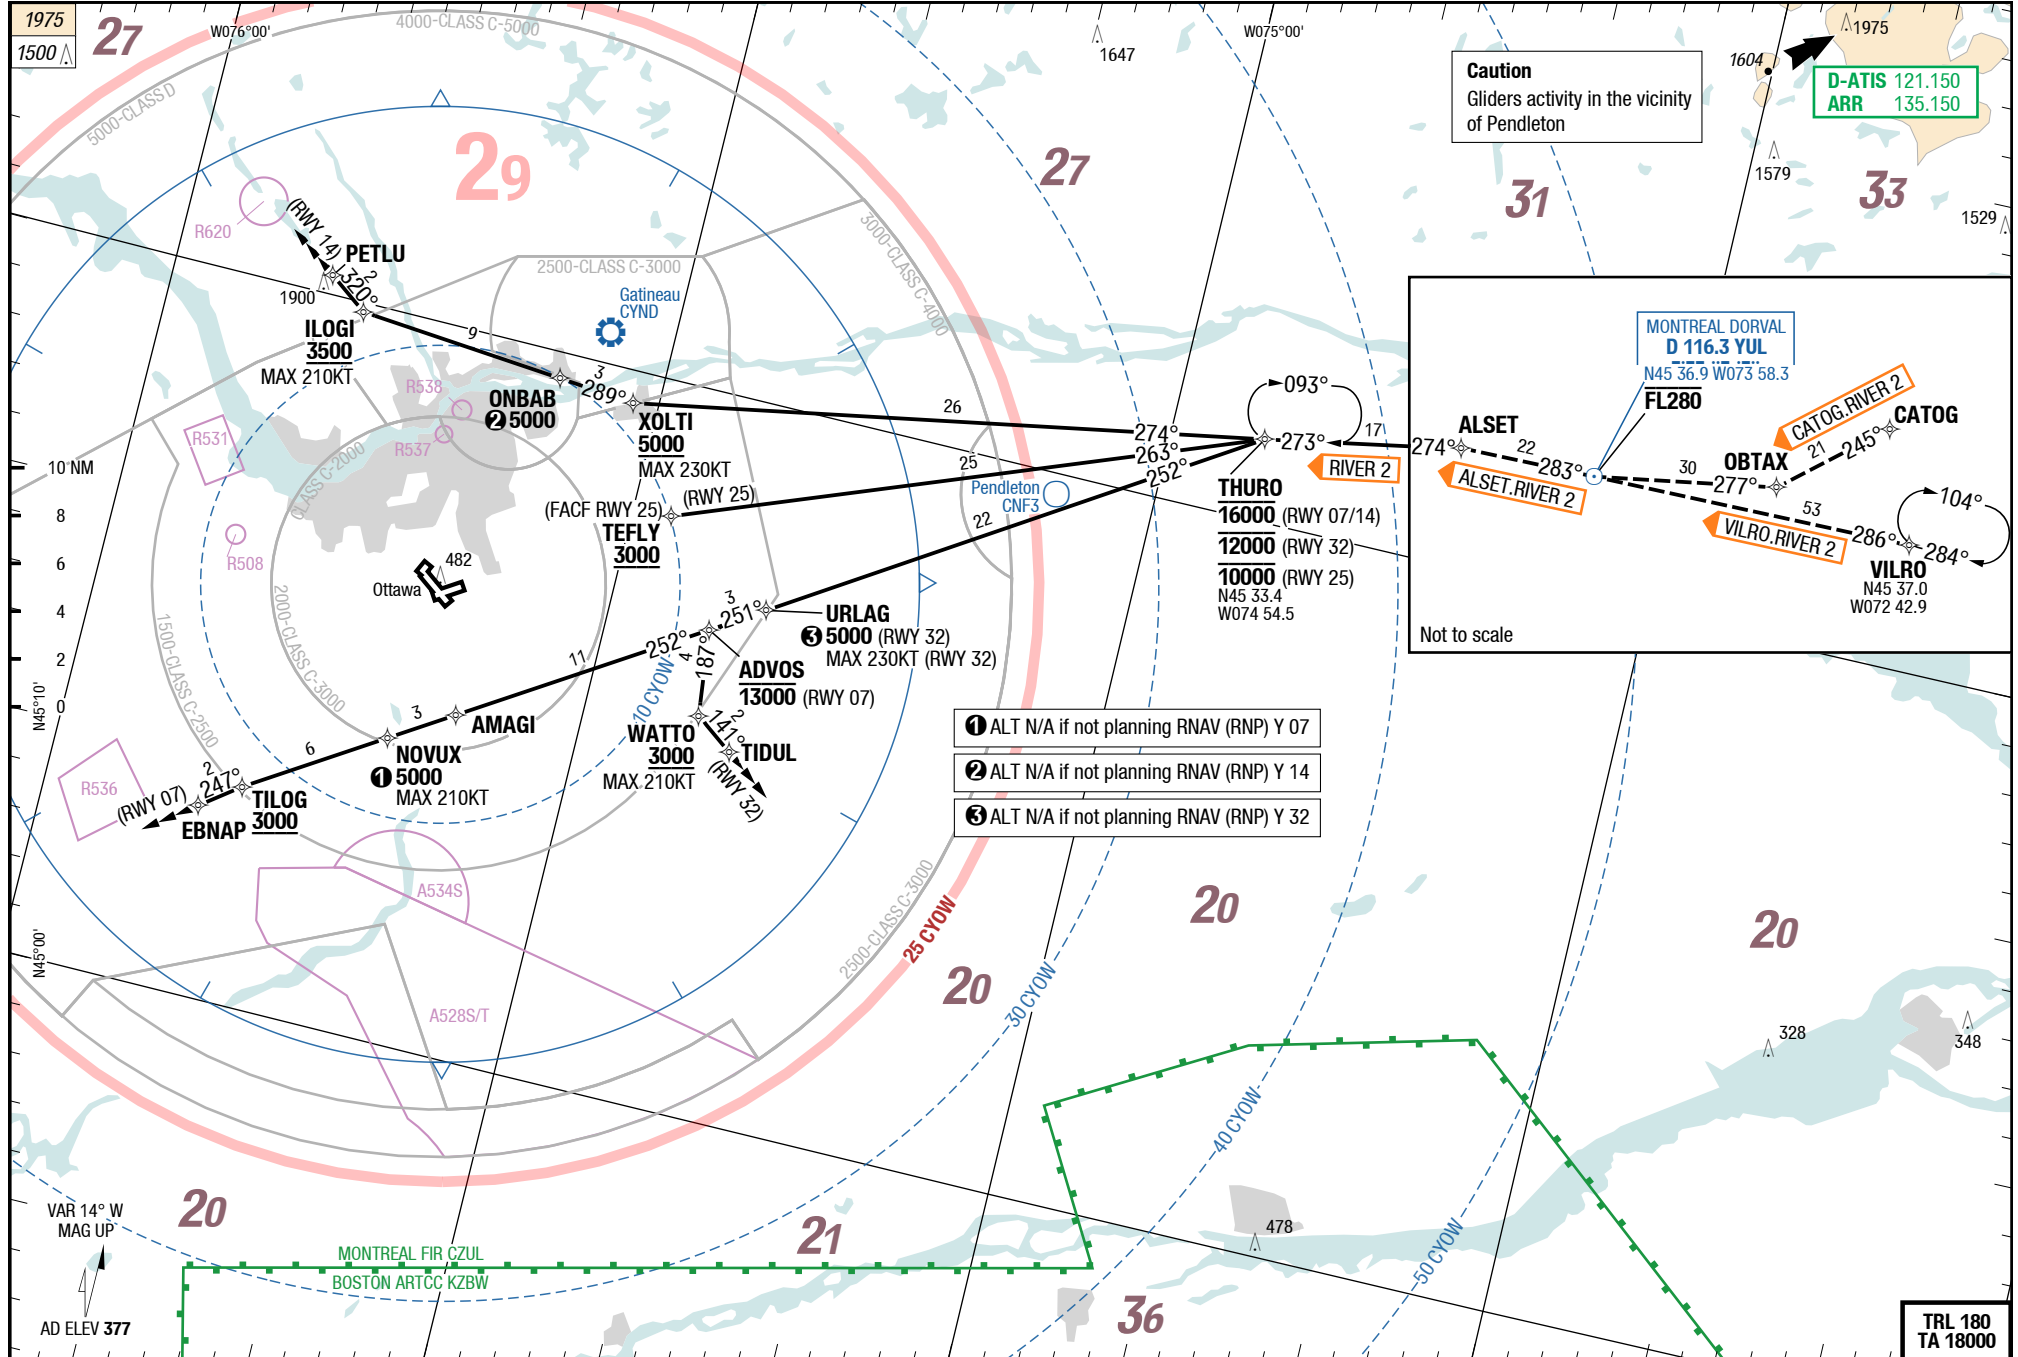 1975
1500
27
W076°00'
4000-CLASS C-5000
1647
W075°00'
Caution
Gliders activity in the vicinity
of Pendleton
1604
1975
D-ATIS 121.150
ARR 135.150
5000-CLASS D
29
27
31
1579
33
1529
R620
(RWY 14)
PETLU
2
320°
1900
2500-CLASS C-3000
3000-CLASS C-4000
Gatineau
CYND
ILOGI
3500
MAX 210KT
9
R538
3
289°
ONBAB
❷ 5000
XOLTI
5000
MAX 230KT
R531
R537
26
274°
263°
252°
25
093°
273°
17
RIVER 2
MONTREAL DORVAL
D 116.3 YUL
N45 36.9 W073 58.3
FL280
CATOG.RIVER 2
CATOG
21
245°
ALSET
274°
22
283°
ALSET.RIVER 2
30
OBTAX
277°
53
VILRO.RIVER 2
104°
286°
284°
VILRO
N45 37.0
W072 42.9
Not to scale
10 NM
8
6
4
2
0
CLASS C-2000
(RWY 25)
(FACF RWY 25)
TEFLY
3000
Pendleton
CNF3
22
THURO
16000 (RWY 07/14)
12000 (RWY 32)
10000 (RWY 25)
N45 33.4
W074 54.5
R508
482
Ottawa
1500-CLASS C-2500
2000-CLASS C-3000
3
251°
URLAG
❸ 5000 (RWY 32)
MAX 230KT (RWY 32)
252°
4
187°
11
ADVOS
13000 (RWY 07)
10 CYOW
N45°10'
3
AMAGI
NOVUX
❶ 5000
MAX 210KT
6
WATTO
3000
MAX 210KT
2
141°
TIDUL
(RWY 32)
❶ ALT N/A if not planning RNAV (RNP) Y 07
❷ ALT N/A if not planning RNAV (RNP) Y 14
❸ ALT N/A if not planning RNAV (RNP) Y 32
R536
2
247°
(RWY 07)
TILOG
3000
EBNAP
A534S
2500-CLASS C-3000
25 CYOW
20
20
20
N45°00'
A528S/T
30 CYOW
328
348
40 CYOW
VAR 14° W
MAG UP
20
21
478
50 CYOW
MONTREAL FIR CZUL
BOSTON ARTCC KZBW
36
AD ELEV 377
TRL 180
TA 18000